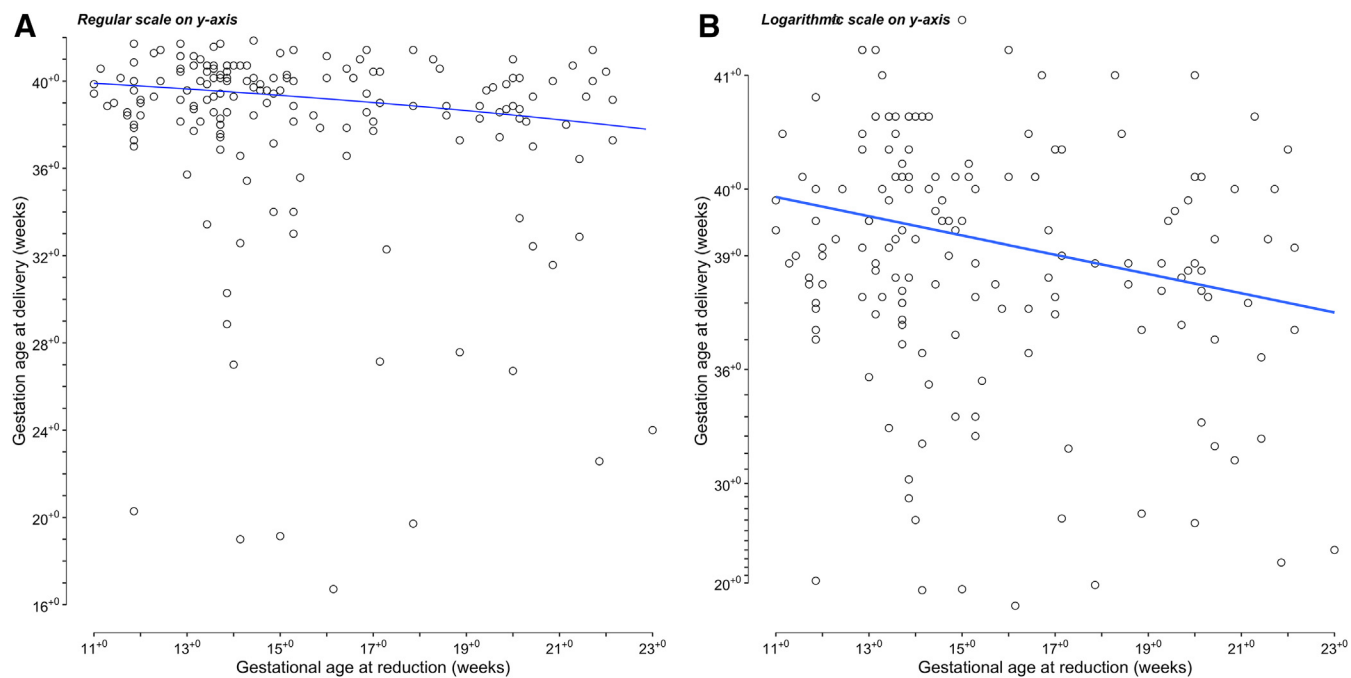 A
Regular scale on y-axis
Gestation age at delivery (weeks)
40+0
36+0
32+0
28+0
24+0
20+0
16+0
11+0 13+0 15+0 17+0 19+0 21+0 23+0
Gestational age at reduction (weeks)
B
Logarithmic scale on y-axis
Gestation age at delivery (weeks)
41+0
40+0
39+0
36+0
30+0
20+0
11+0 13+0 15+0 17+0 19+0 21+0 23+0
Gestational age at reduction (weeks)